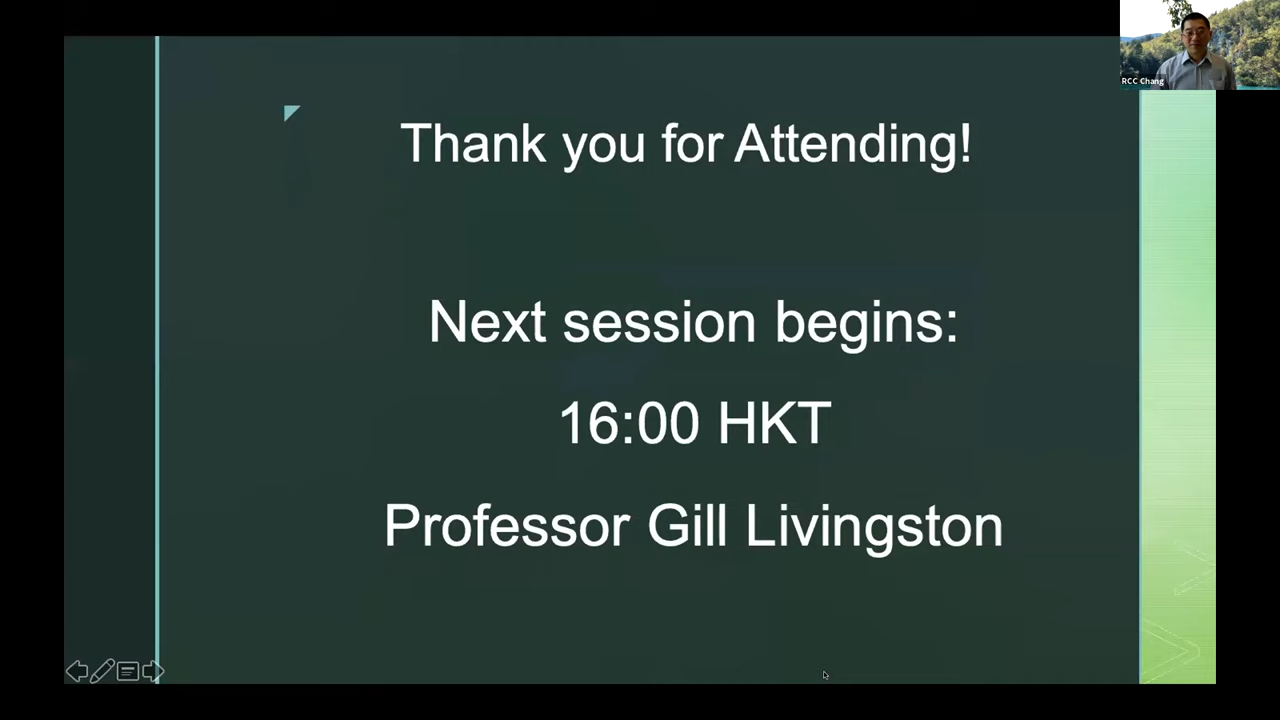 RCC Chang
Thank you for Attending!
Next session begins:
16:00 HKT
Professor Gill Livingston